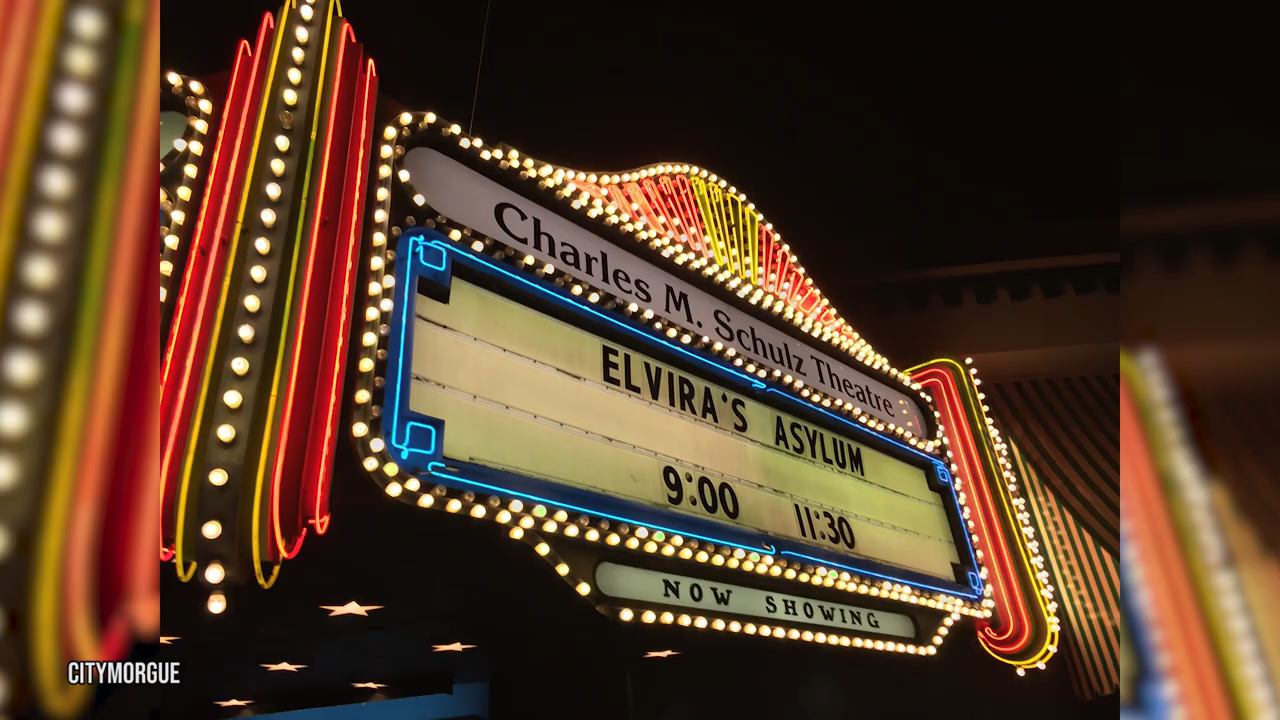 Charles M. Schulz Theatre
ELVIRA'S ASYLUM
9:00 11:30
NOW SHOWING
CITYMORGUE